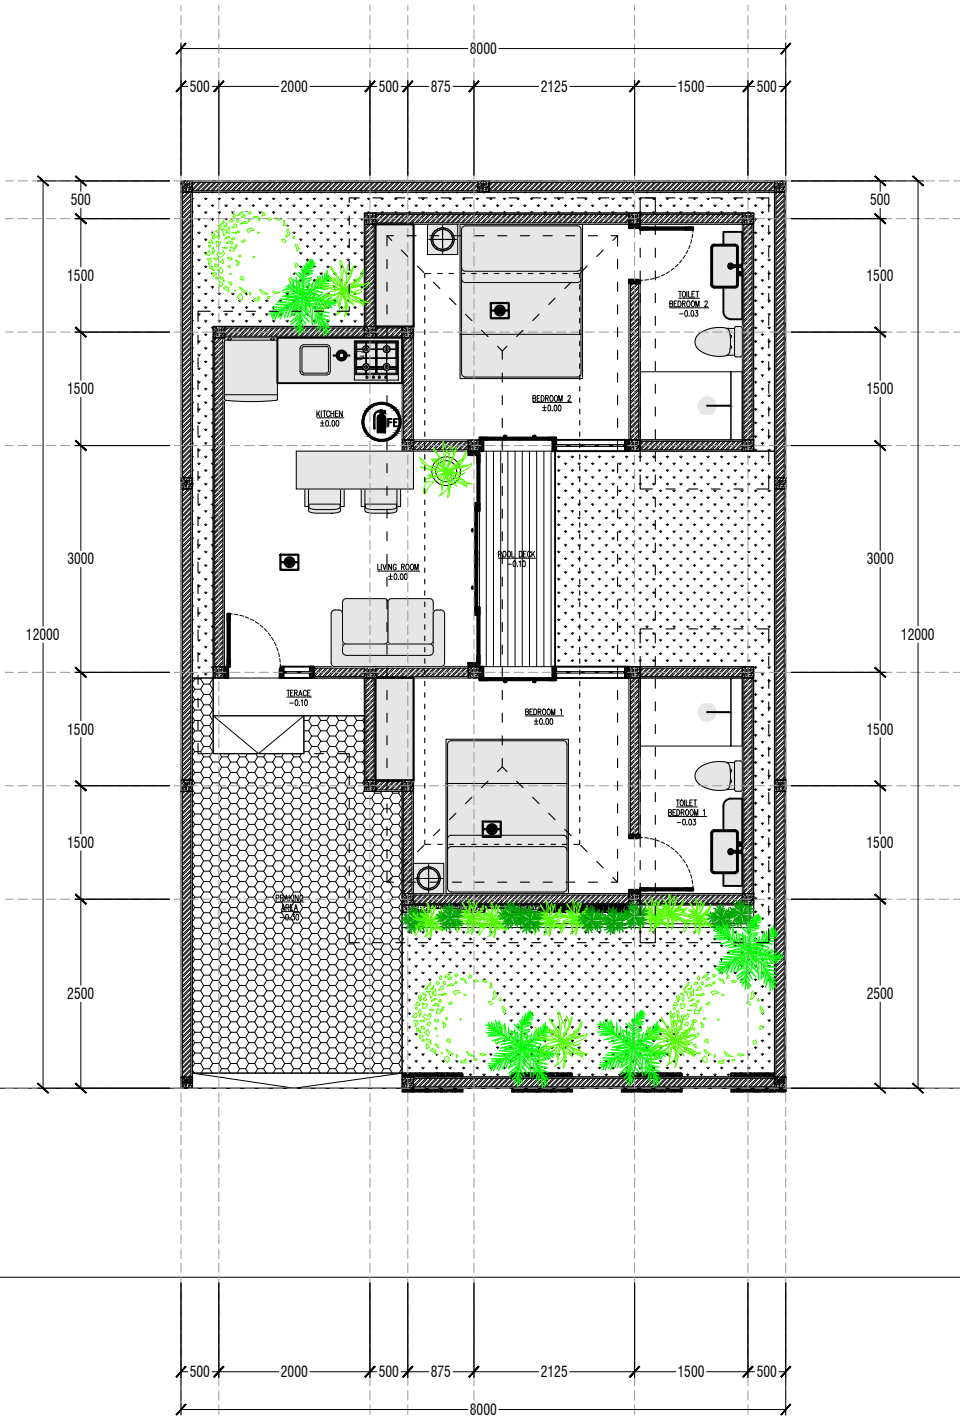 8000
500 2000 500 875 2125 1500 500
500 500
1500 1500
TOILET
BEDROOM 2
-0.03
1500 1500
BEDROOM 2
±0.00
KITCHEN
±0.00
FE
3000 3000
POOL DECK
-0.10
LIVING ROOM
±0.00
12000 12000
TERACE
-0.10
BEDROOM 1
±0.00
1500 1500
TOILET
BEDROOM 1
-0.03
1500 1500
PARKING
AREA
2500 2500
500 2000 500 875 2125 1500 500
8000